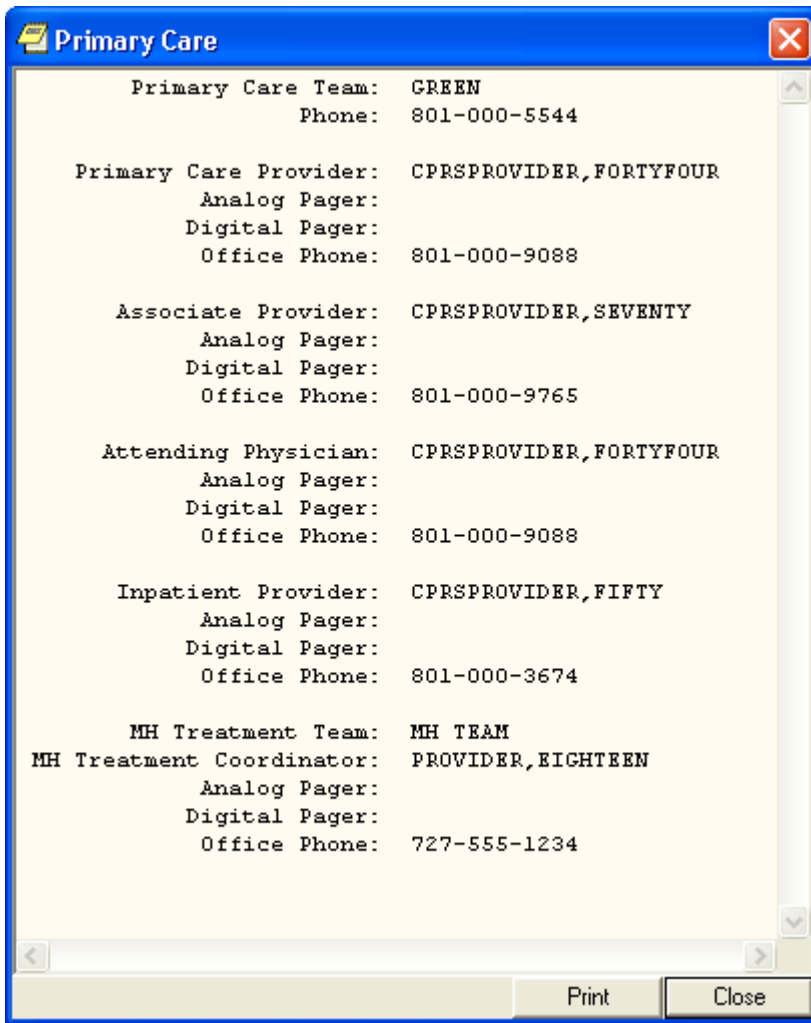 Primary Care
Primary Care Team: GREEN
Phone: 801-000-5544
Primary Care Provider: CPRSPROVIDER,FORTYFOUR
Analog Pager:
Digital Pager:
Office Phone: 801-000-9088
Associate Provider: CPRSPROVIDER,SEVENTY
Analog Pager:
Digital Pager:
Office Phone: 801-000-9765
Attending Physician: CPRSPROVIDER,FORTYFOUR
Analog Pager:
Digital Pager:
Office Phone: 801-000-9088
Inpatient Provider: CPRSPROVIDER,FIFTY
Analog Pager:
Digital Pager:
Office Phone: 801-000-3674
MH Treatment Team: MH TEAM
MH Treatment Coordinator: PROVIDER,EIGHTEEN
Analog Pager:
Digital Pager:
Office Phone: 727-555-1234
Print Close